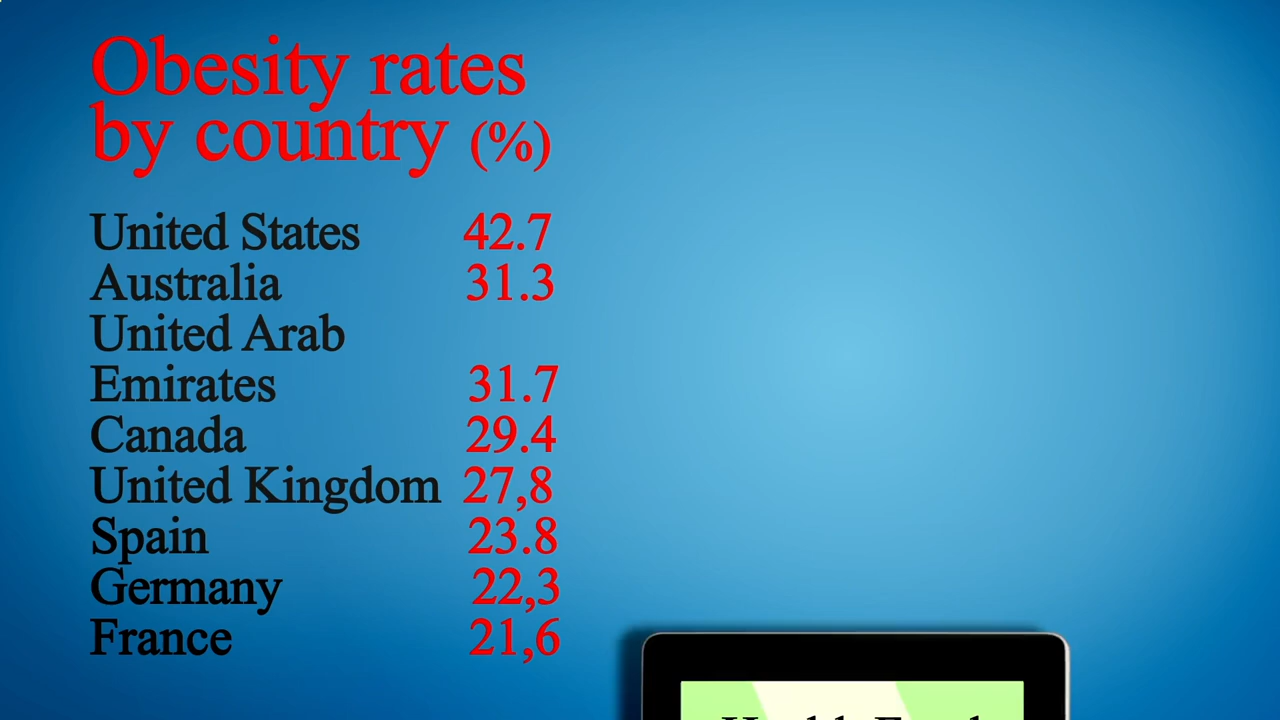 Obesity rates
by country (%)
United States 42.7
Australia 31.3
United Arab
Emirates 31.7
Canada 29.4
United Kingdom 27,8
Spain 23.8
Germany 22,3
France 21,6